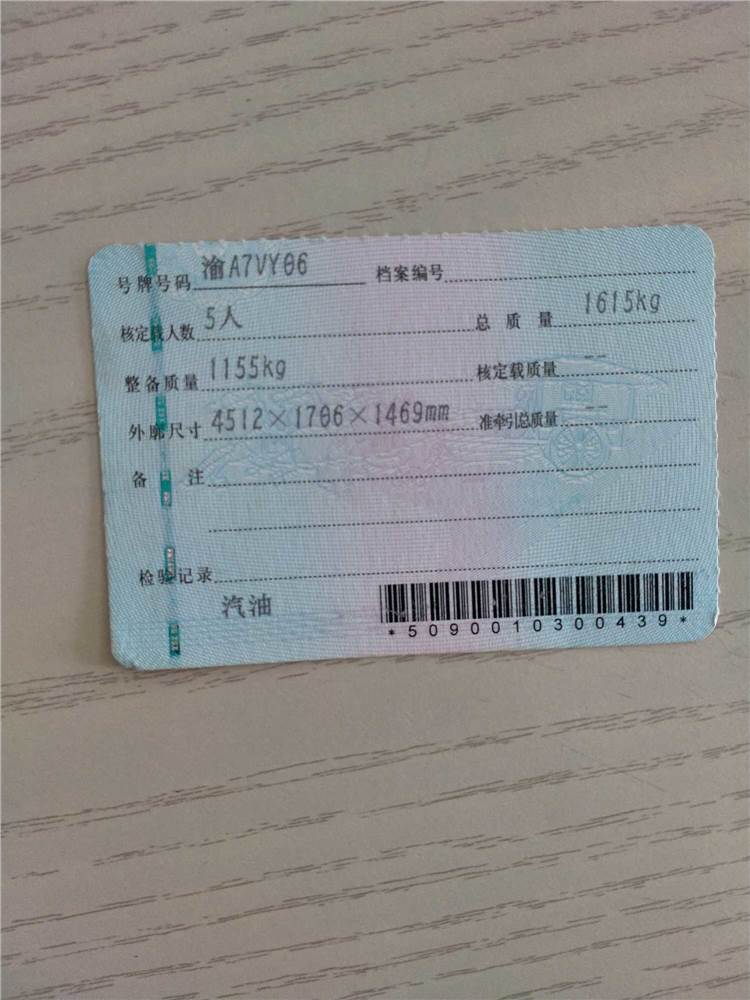 号牌号码 渝A7VY06 档案编号
核定载人数 5人 总质量 1615kg
整备质量 1155kg 核定载质量 --
外廓尺寸 4512×1706×1469mm 准牵引总质量 --
备注
检验记录
汽油
*5090010300439*